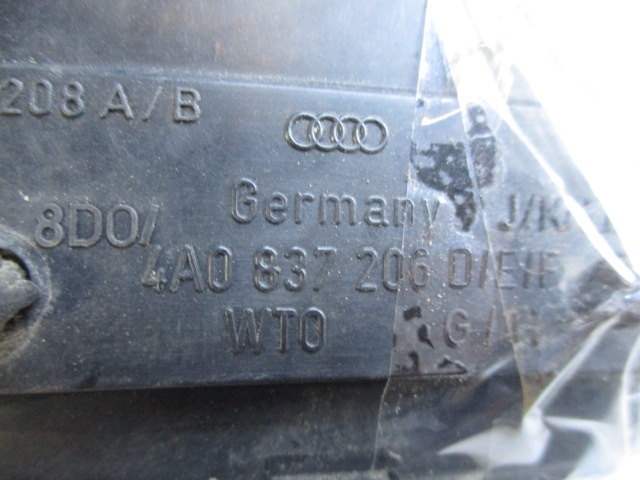 208 A/B
Germany J/K/
8D0/
4A0 837 206 D/E/F
WTO G/H